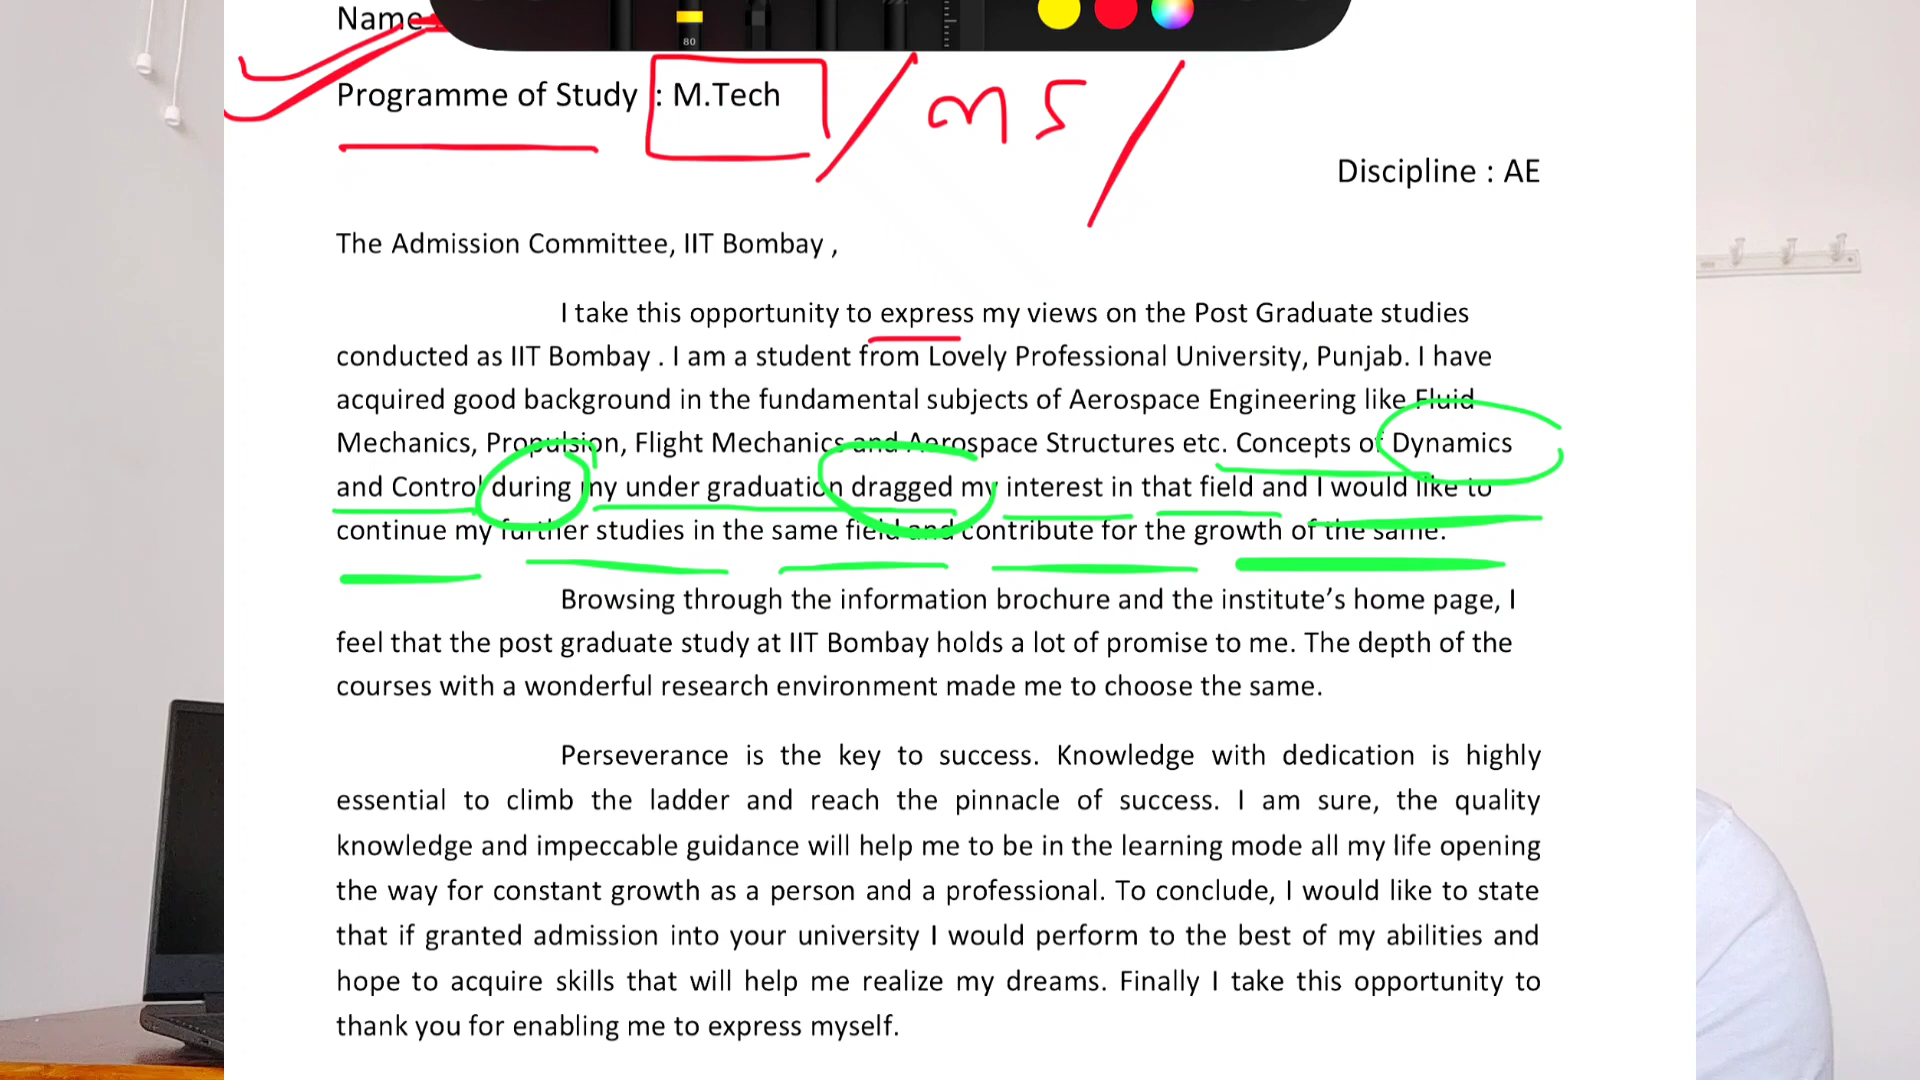 Name
80
Programme of Study : M.Tech / MS /
Discipline : AE
The Admission Committee, IIT Bombay ,
I take this opportunity to express my views on the Post Graduate studies
conducted as IIT Bombay . I am a student from Lovely Professional University, Punjab. I have
acquired good background in the fundamental subjects of Aerospace Engineering like Fluid
Mechanics, Propulsion, Flight Mechanics and Aerospace Structures etc. Concepts of Dynamics
and Control during my under graduation dragged my interest in that field and I would like to
continue my further studies in the same field and contribute for the growth of the same.
Browsing through the information brochure and the institute’s home page, I
feel that the post graduate study at IIT Bombay holds a lot of promise to me. The depth of the
courses with a wonderful research environment made me to choose the same.
Perseverance is the key to success. Knowledge with dedication is highly
essential to climb the ladder and reach the pinnacle of success. I am sure, the quality
knowledge and impeccable guidance will help me to be in the learning mode all my life opening
the way for constant growth as a person and a professional. To conclude, I would like to state
that if granted admission into your university I would perform to the best of my abilities and
hope to acquire skills that will help me realize my dreams. Finally I take this opportunity to
thank you for enabling me to express myself.